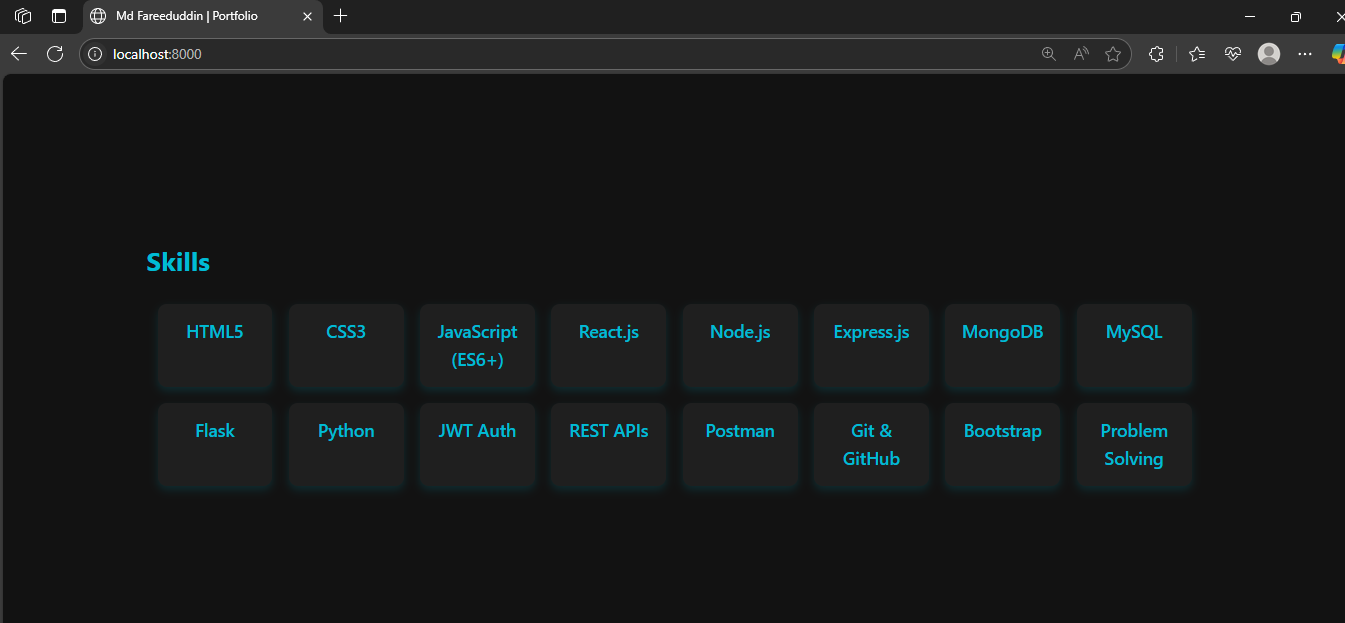 Md Fareeduddin | Portfolio
localhost:8000
Skills
HTML5
CSS3
JavaScript
(ES6+)
React.js
Node.js
Express.js
MongoDB
MySQL
Flask
Python
JWT Auth
REST APIs
Postman
Git &
GitHub
Bootstrap
Problem
Solving